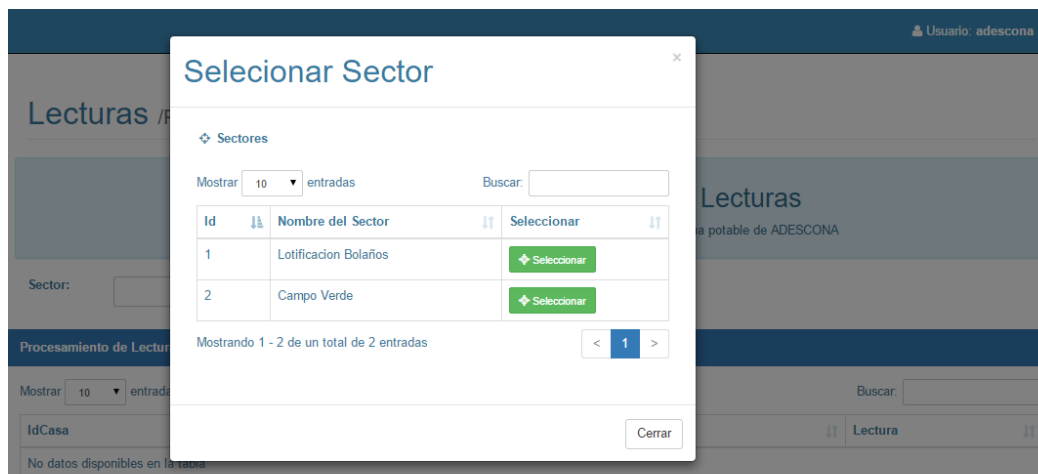 Usuario: adescona
Selecionar Sector
×
Lecturas
Sectores
Mostrar 10 entradas Buscar:
Id Nombre del Sector Seleccionar
1 Lotificacion Bolaños Seleccionar
2 Campo Verde Seleccionar
Mostrando 1 - 2 de un total de 2 entradas < 1 >
Cerrar
Lecturas
potable de ADESCONA
Sector:
Procesamiento de
Mostrar 10 Buscar:
IdCasa Lectura
No datos disponibles en la tabla